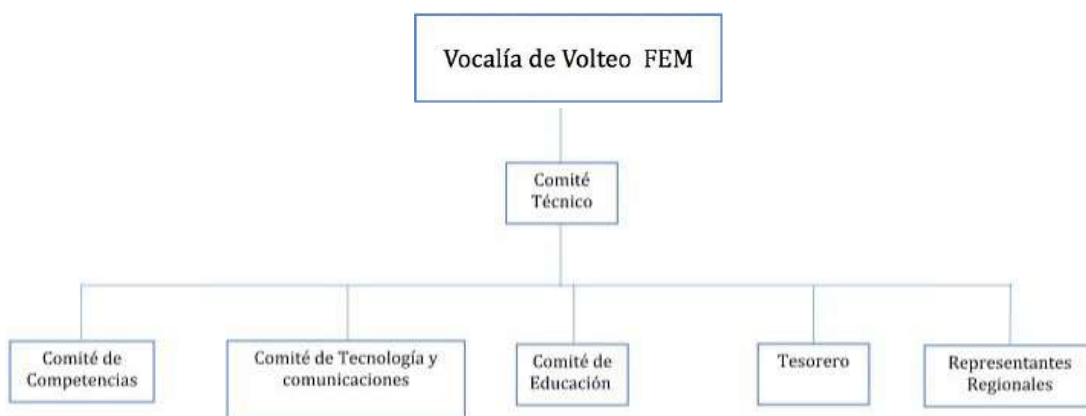 Vocalía de Volteo FEM
Comité
Técnico
Comité de
Competencias
Comité de Tecnología y
comunicaciones
Comité de
Educación
Tesorero
Representantes
Regionales